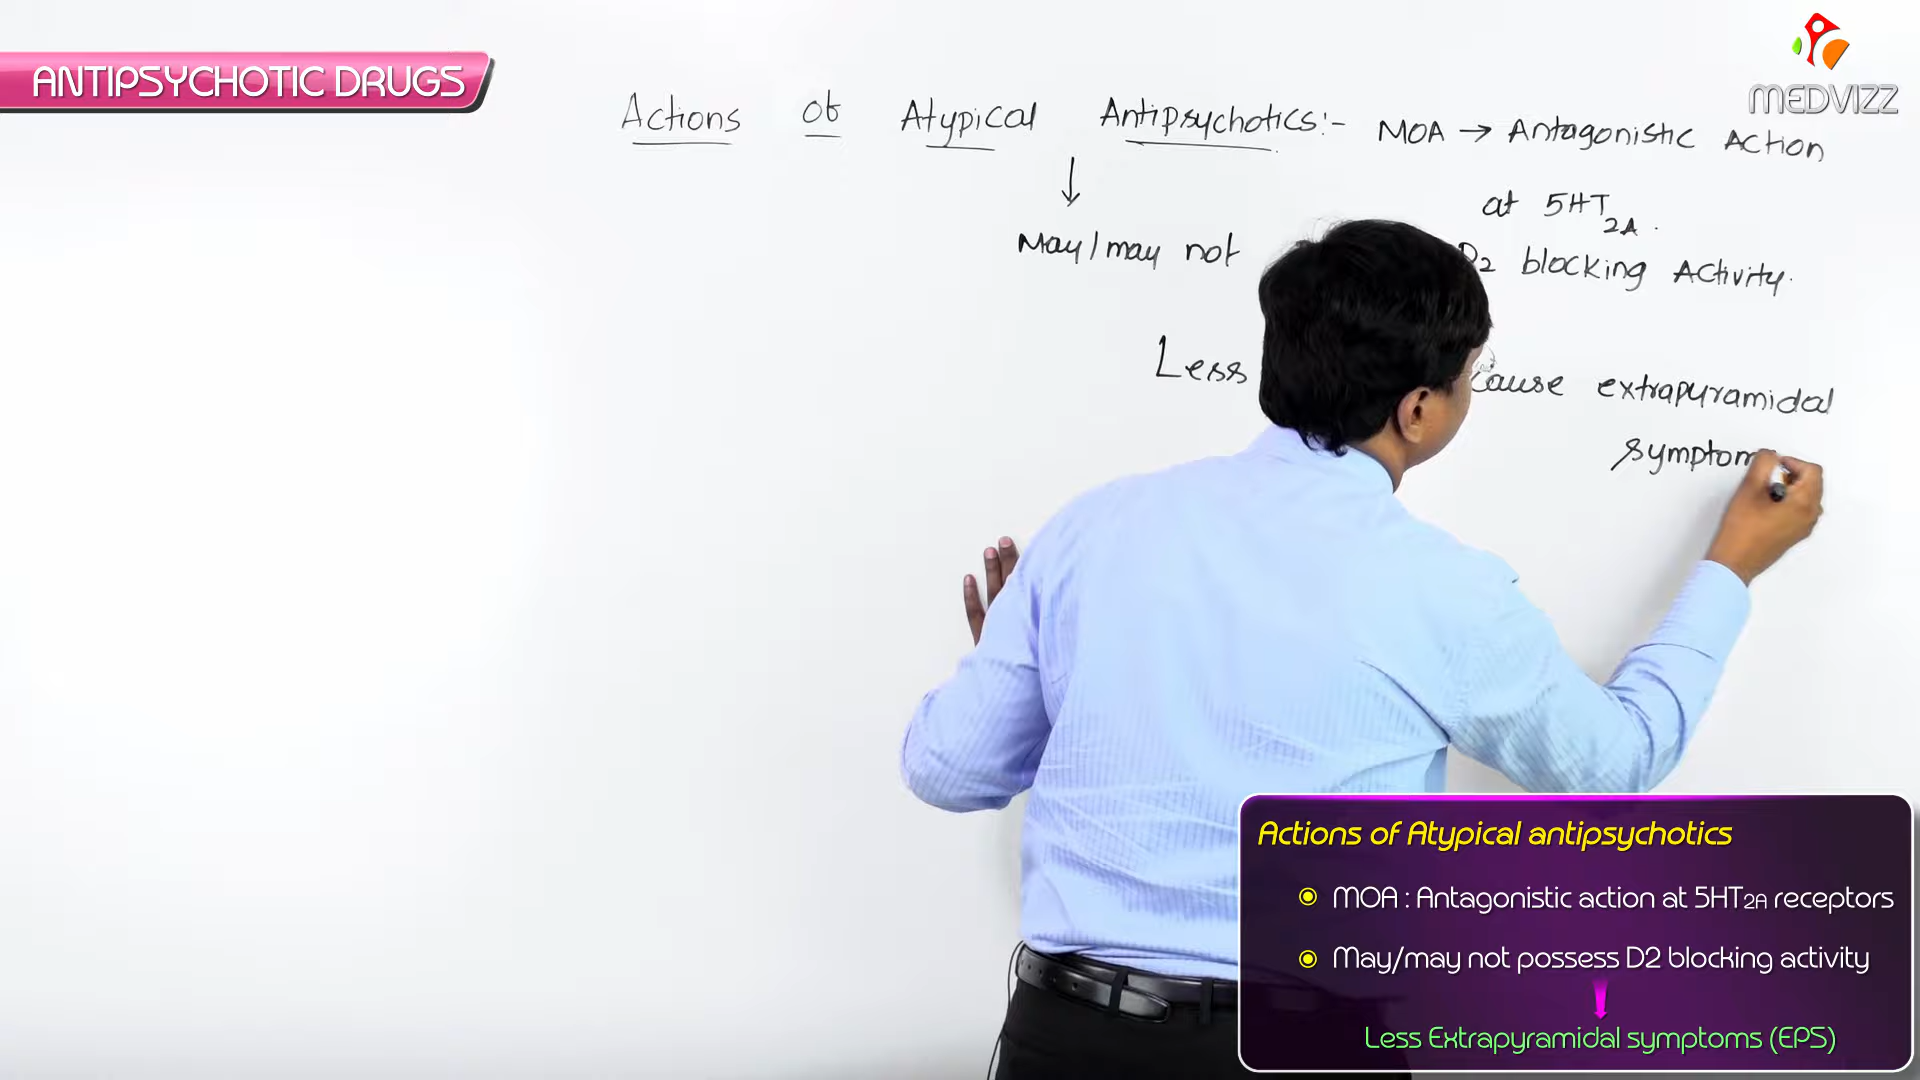 ANTIPSYCHOTIC DRUGS
MEDVIZZ
Actions of Atypical Antipsychotics:- MOA → Antagonistic Action
at 5HT2A.
May/may not D2 blocking Activity.
Less cause extrapyramidal
symptom
Actions of Atypical antipsychotics
MOA : Antagonistic action at 5HT2A receptors
May/may not possess D2 blocking activity
Less Extrapyramidal symptoms (EPS)